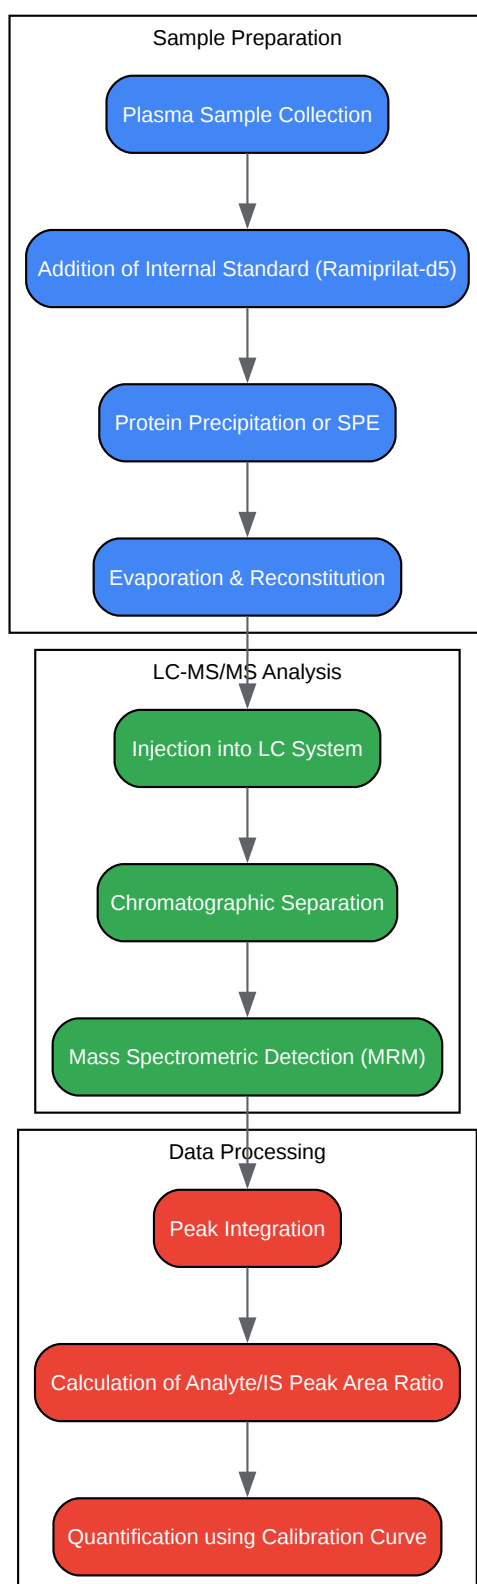 Sample Preparation
Plasma Sample Collection
Addition of Internal Standard (Ramiprilat-d5)
Protein Precipitation or SPE
Evaporation & Reconstitution
LC-MS/MS Analysis
Injection into LC System
Chromatographic Separation
Mass Spectrometric Detection (MRM)
Data Processing
Peak Integration
Calculation of Analyte/IS Peak Area Ratio
Quantification using Calibration Curve